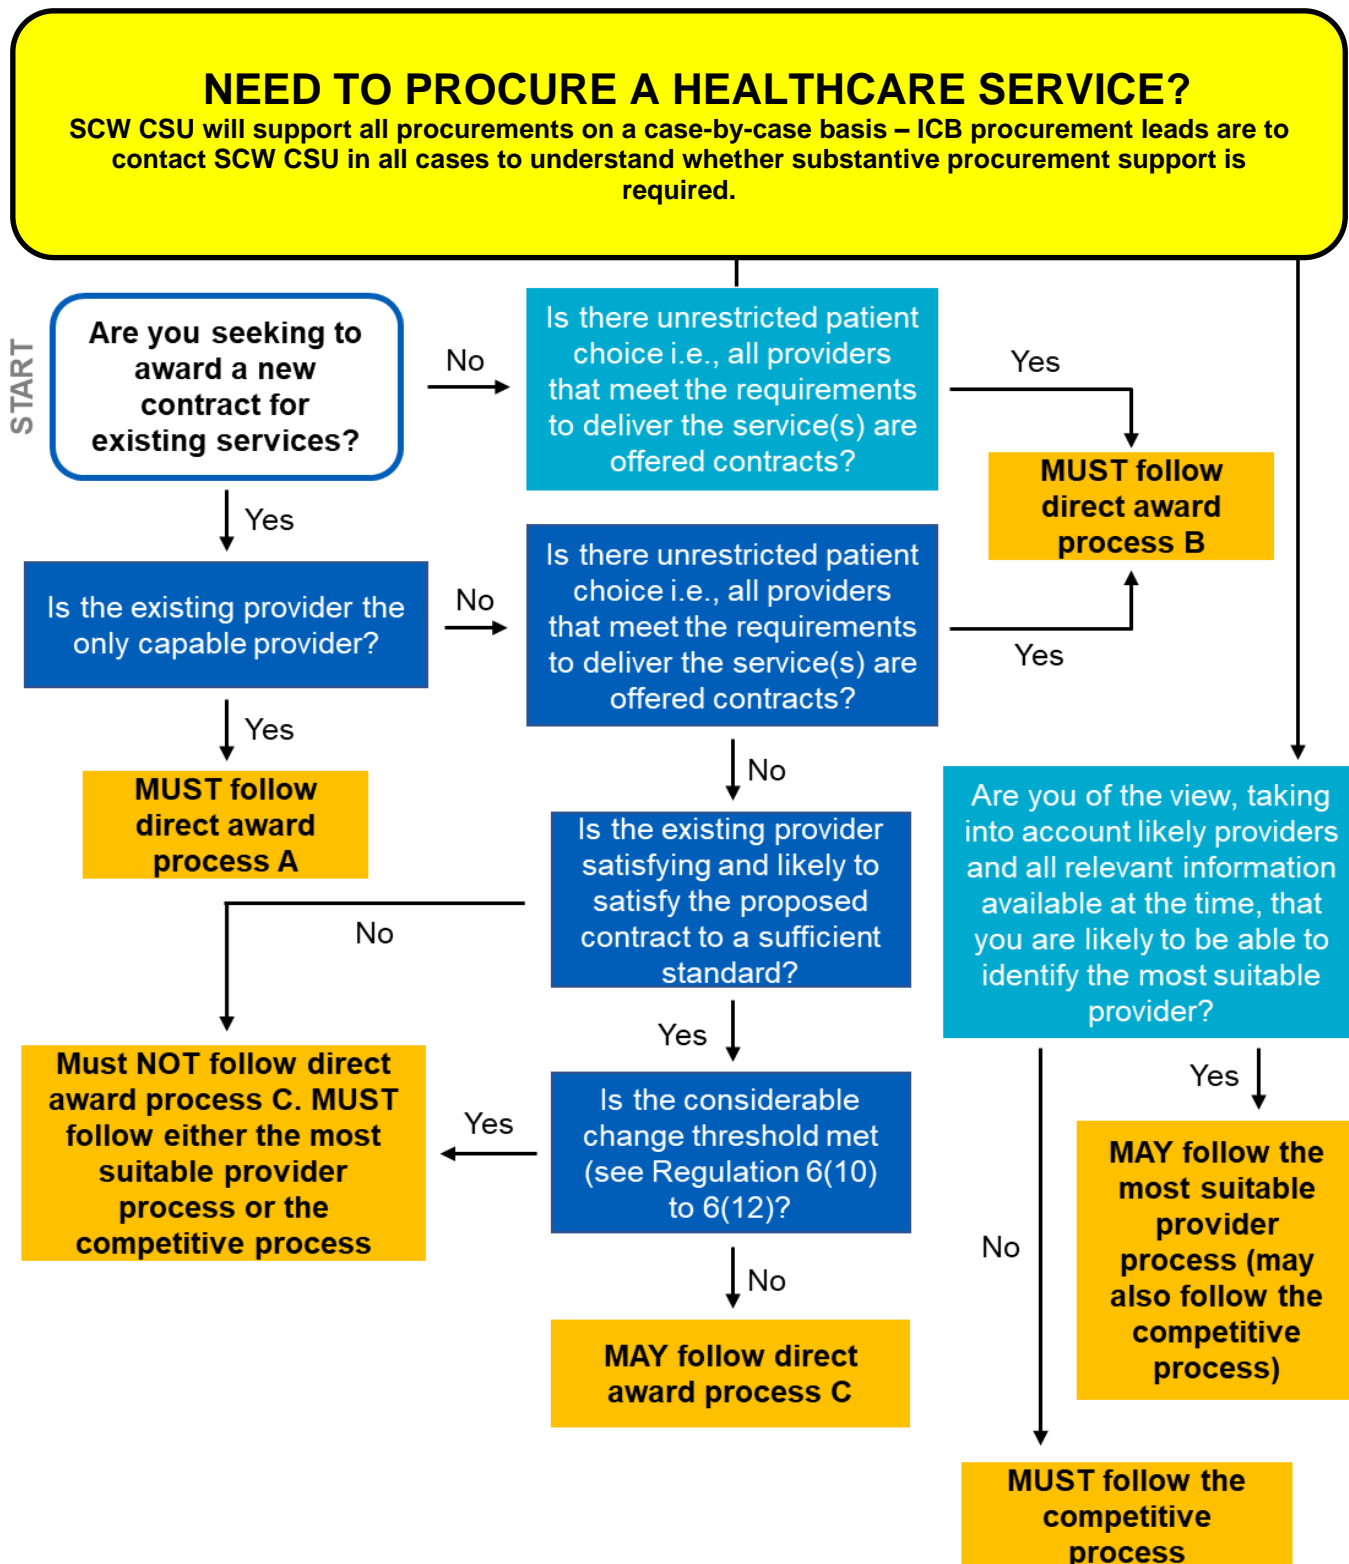 NEED TO PROCURE A HEALTHCARE SERVICE?
SCW CSU will support all procurements on a case-by-case basis – ICB procurement leads are to
contact SCW CSU in all cases to understand whether substantive procurement support is
required.
START
Are you seeking to
award a new
contract for
existing services?
No
Is there unrestricted patient
choice i.e., all providers
that meet the requirements
to deliver the service(s) are
offered contracts?
Yes
MUST follow
direct award
process B
Yes
Is the existing provider the
only capable provider?
No
Is there unrestricted patient
choice i.e., all providers
that meet the requirements
to deliver the service(s) are
offered contracts?
Yes
Yes
MUST follow
direct award
process A
No
Is the existing provider
satisfying and likely to
satisfy the proposed
contract to a sufficient
standard?
No
Are you of the view, taking
into account likely providers
and all relevant information
available at the time, that
you are likely to be able to
identify the most suitable
provider?
Yes
Must NOT follow direct
award process C. MUST
follow either the most
suitable provider
process or the
competitive process
Yes
Is the considerable
change threshold met
(see Regulation 6(10)
to 6(12)?
No
MAY follow direct
award process C
Yes
MAY follow the
most suitable
provider
process (may
also follow the
competitive
process)
No
MUST follow the
competitive
process